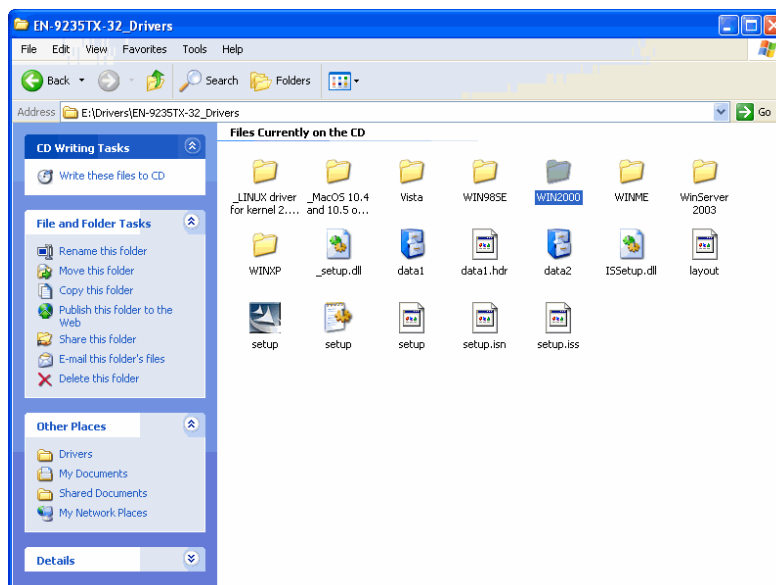 EN-9235TX-32_Drivers
File Edit View Favorites Tools Help
Back Search Folders
Address E:\Drivers\EN-9235TX-32_Drivers Go
Files Currently on the CD
CD Writing Tasks
Write these files to CD
File and Folder Tasks
Rename this folder
Move this folder
Copy this folder
Publish this folder to the
Web
Share this folder
E-mail this folder's files
Delete this folder
Other Places
Drivers
My Documents
Shared Documents
My Network Places
Details
_LINUX driver _MacOS 10.4 Vista WIN98SE WIN2000 WINME WinServer
for kernel 2.... and 10.5 o... 2003
WINXP _setup.dll data1 data1.hdr data2 ISSetup.dll layout
setup setup setup setup.isn setup.iss